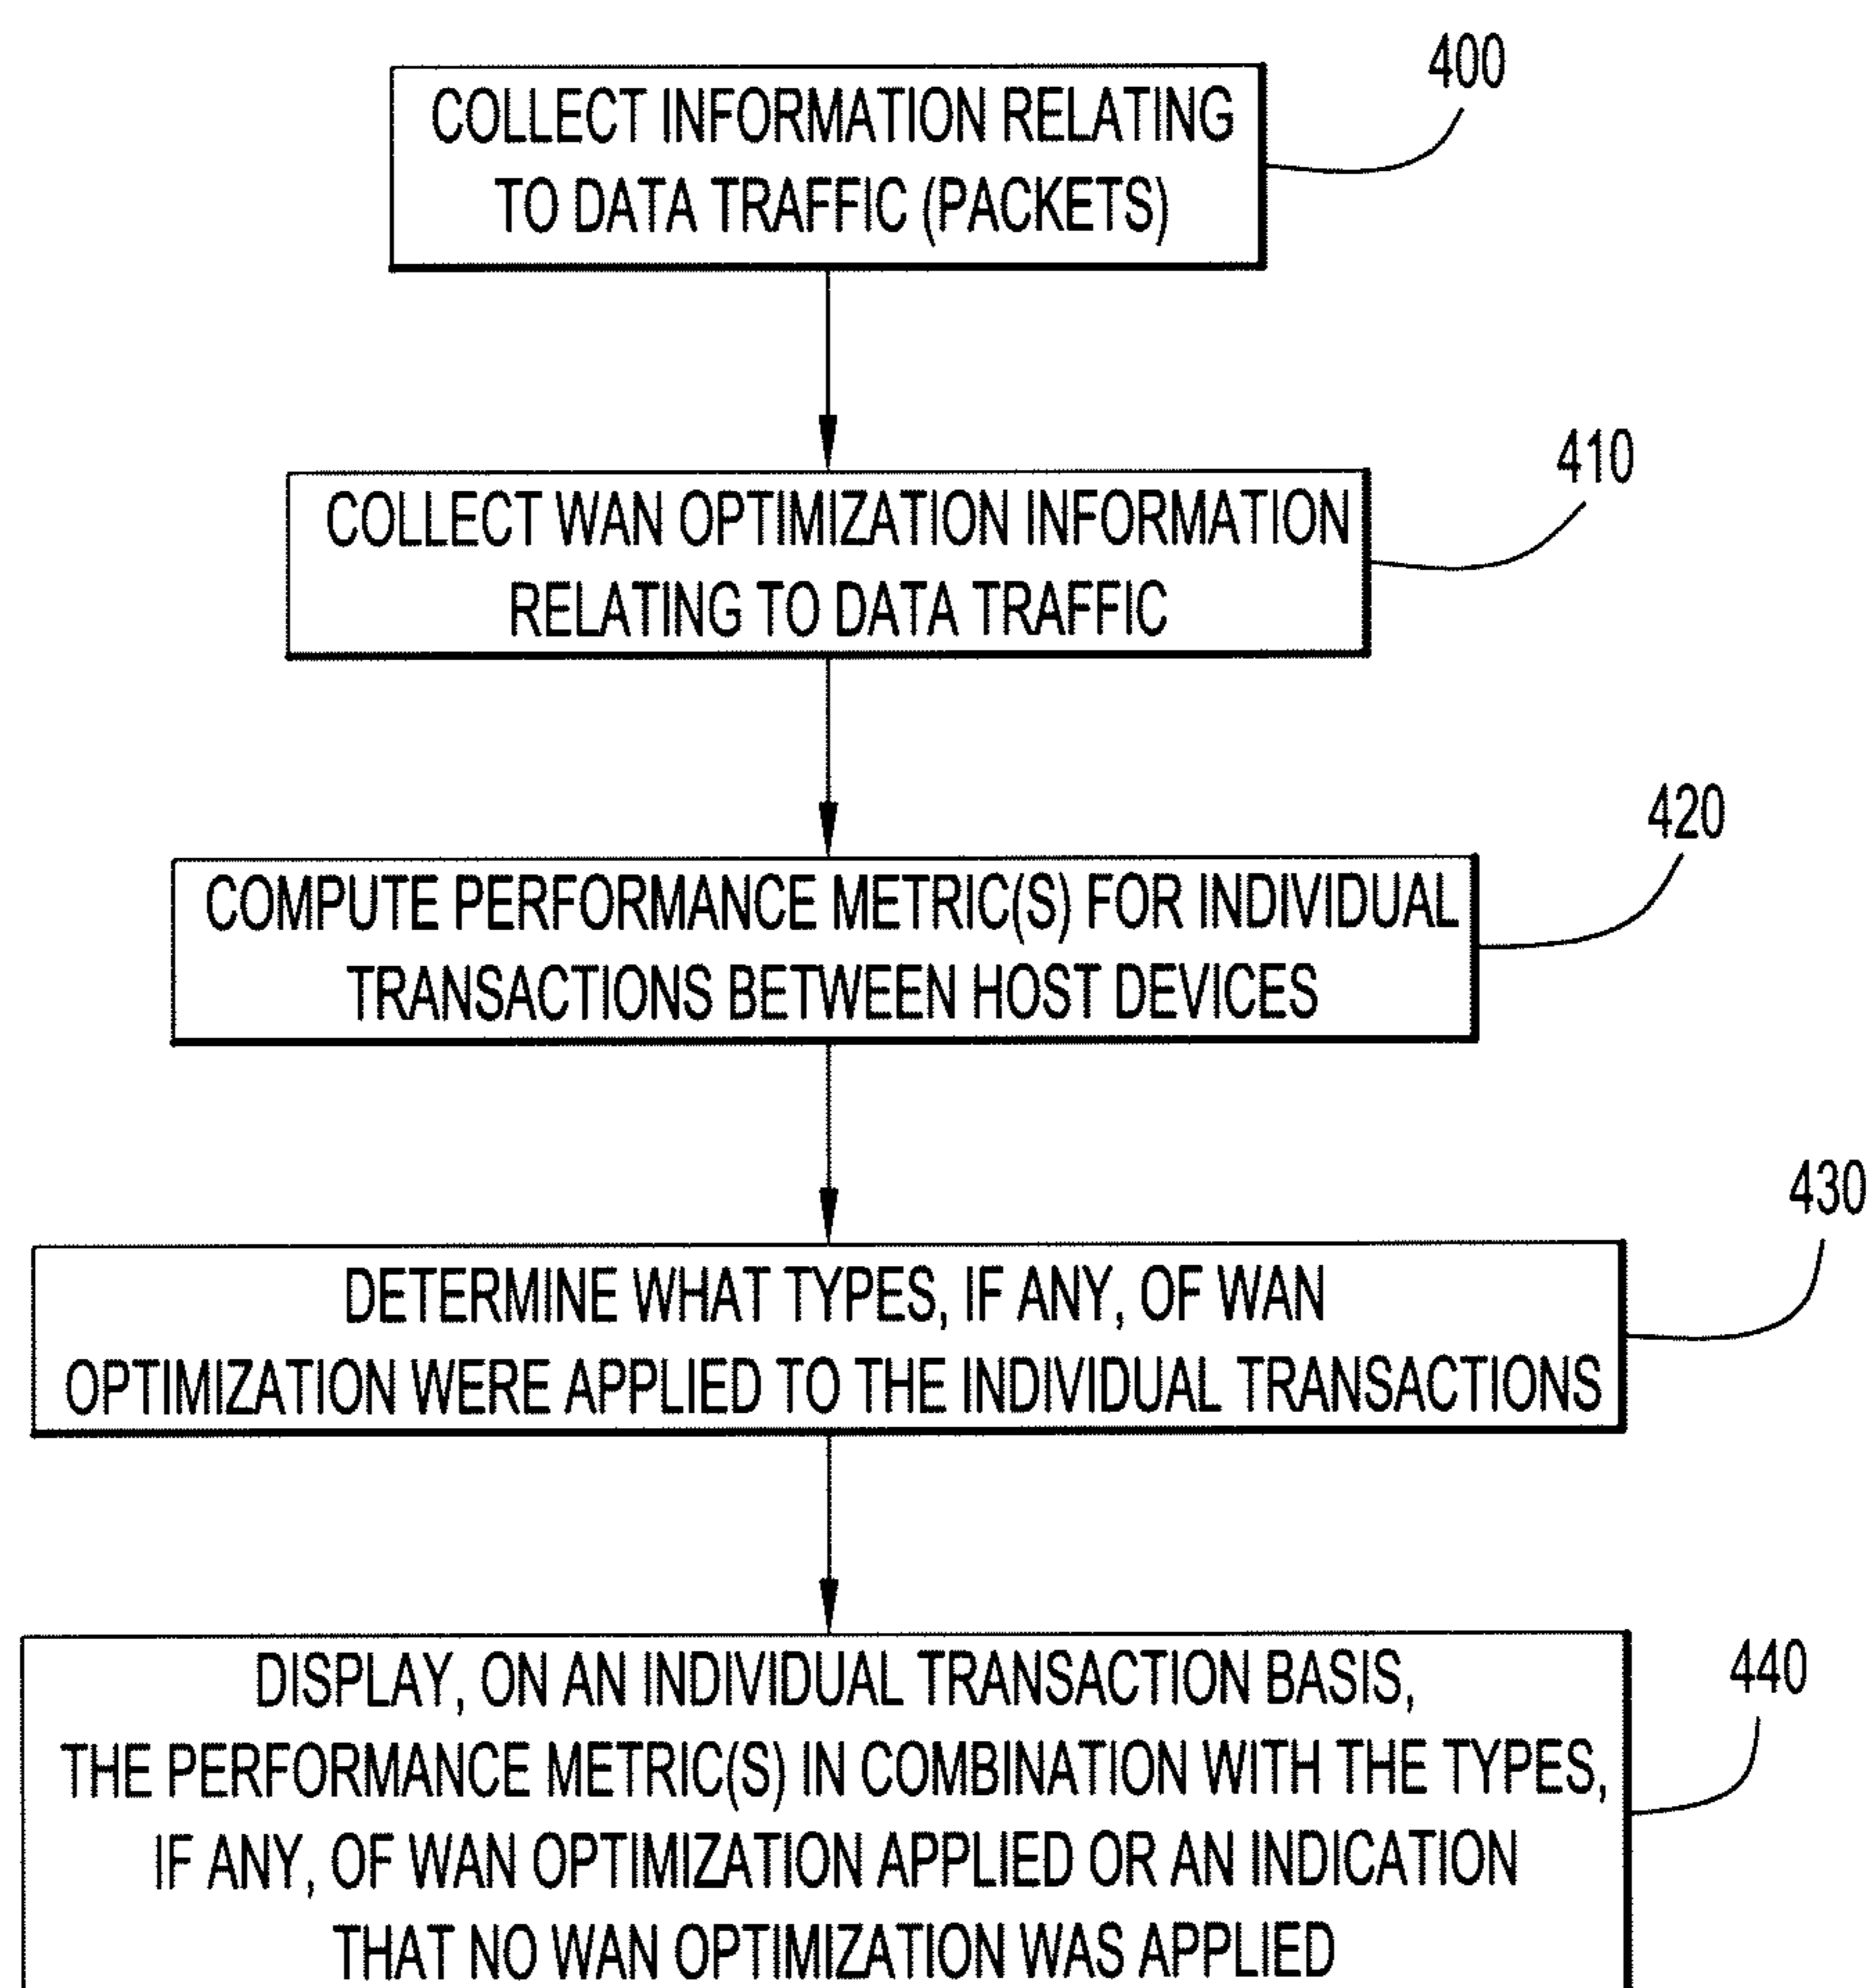 400
COLLECT INFORMATION RELATING
TO DATA TRAFFIC (PACKETS)
410
COLLECT WAN OPTIMIZATION INFORMATION
RELATING TO DATA TRAFFIC
420
COMPUTE PERFORMANCE METRIC(S) FOR INDIVIDUAL
TRANSACTIONS BETWEEN HOST DEVICES
430
DETERMINE WHAT TYPES, IF ANY, OF WAN
OPTIMIZATION WERE APPLIED TO THE INDIVIDUAL TRANSACTIONS
440
DISPLAY, ON AN INDIVIDUAL TRANSACTION BASIS,
THE PERFORMANCE METRIC(S) IN COMBINATION WITH THE TYPES,
IF ANY, OF WAN OPTIMIZATION APPLIED OR AN INDICATION
THAT NO WAN OPTIMIZATION WAS APPLIED